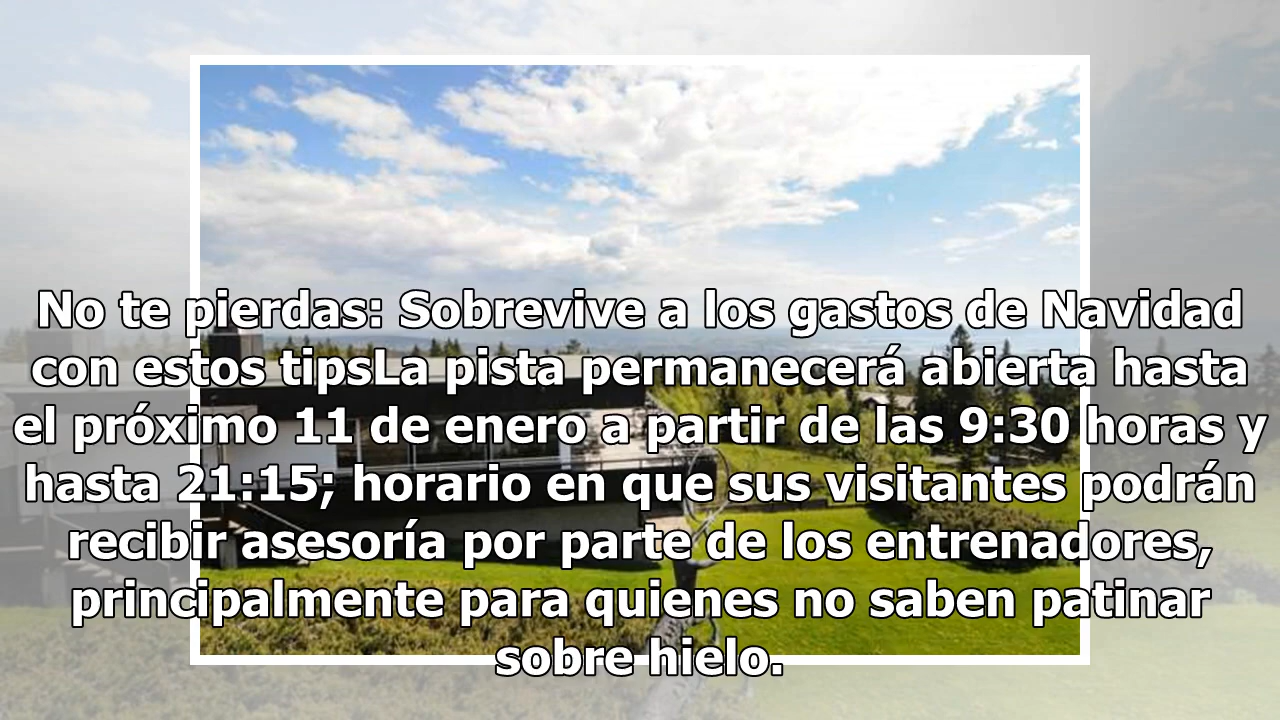 No te pierdas: Sobrevive a los gastos de Navidad
con estos tipsLa pista permanecerá abierta hasta
el próximo 11 de enero a partir de las 9:30 horas y
hasta 21:15; horario en que sus visitantes podrán
recibir asesoría por parte de los entrenadores,
principalmente para quienes no saben patinar
sobre hielo.